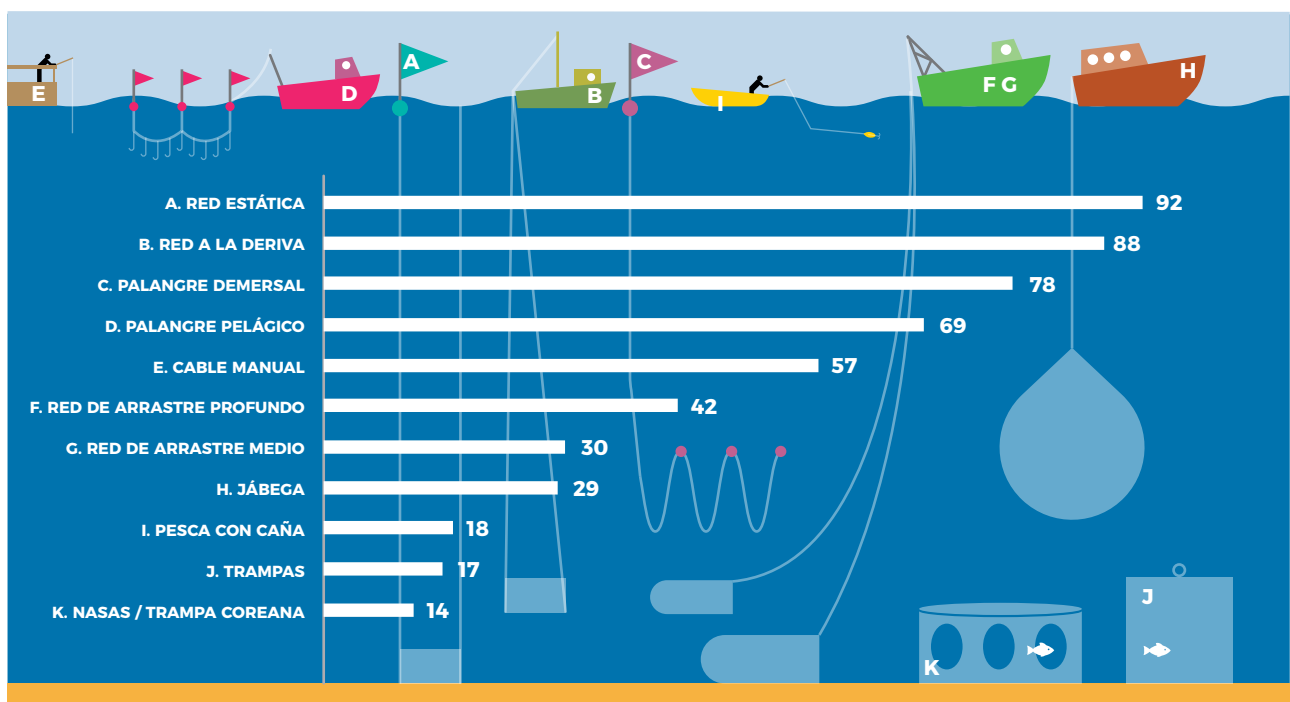 E
D
A
B
C
I
F G
H
A. RED ESTÁTICA 92
B. RED A LA DERIVA 88
C. PALANGRE DEMERSAL 78
D. PALANGRE PELÁGICO 69
E. CABLE MANUAL 57
F. RED DE ARRASTRE PROFUNDO 42
G. RED DE ARRASTRE MEDIO 30
H. JÁBEGA 29
I. PESCA CON CAÑA 18
J. TRAMPAS 17
K. NASAS / TRAMPA COREANA 14
J
K